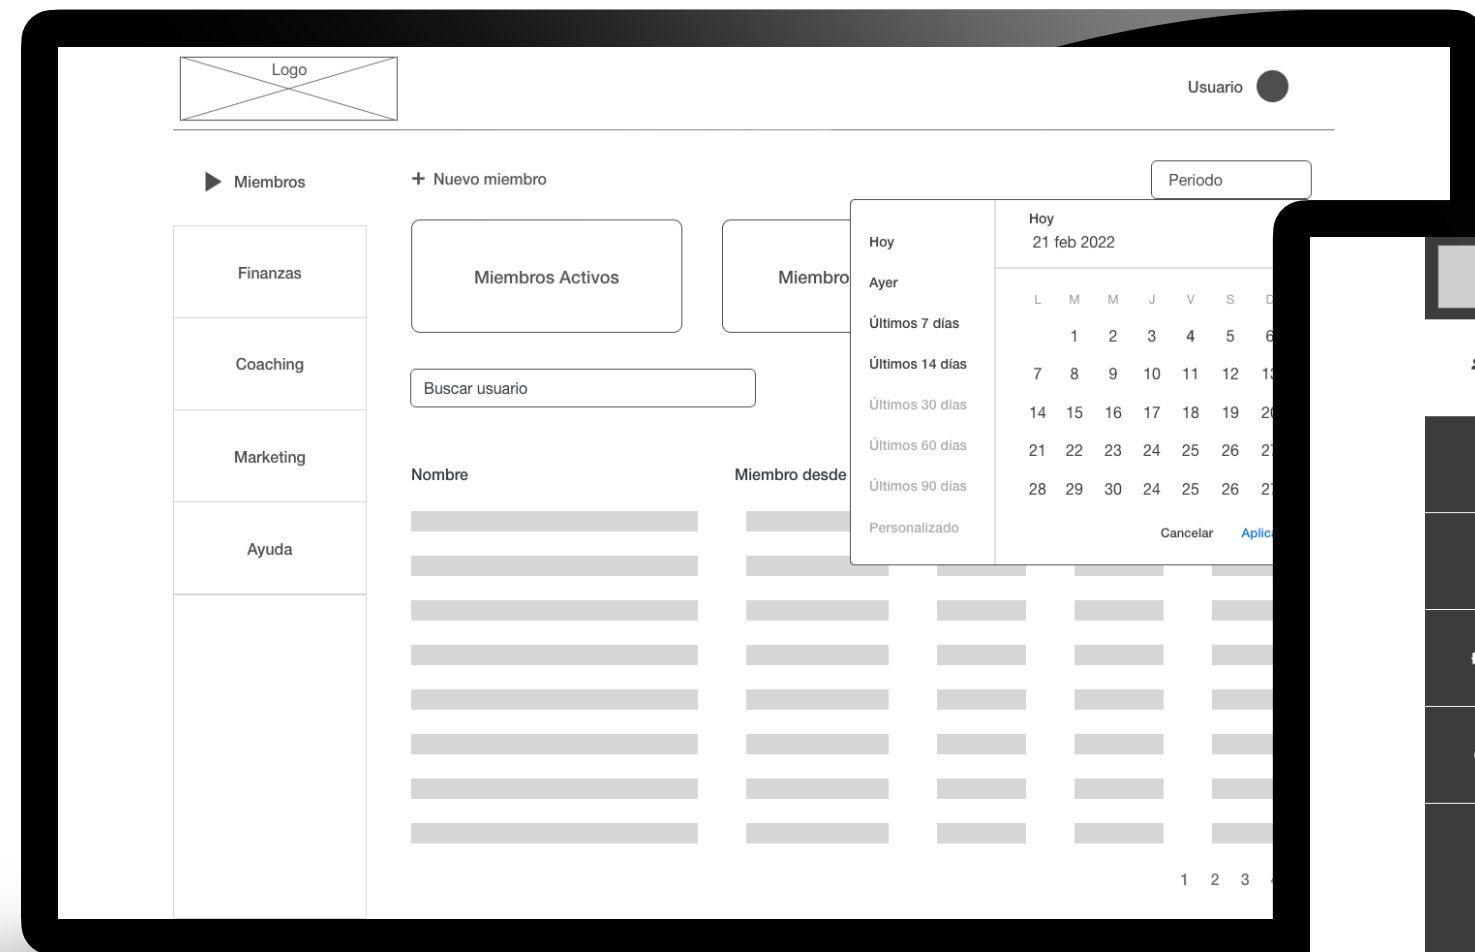 Logo
Usuario
Miembros
+ Nuevo miembro
Periodo
Finanzas
Coaching
Marketing
Ayuda
Miembros Activos
Miembro
Buscar usuario
Hoy
Ayer
Últimos 7 días
Últimos 14 días
Últimos 30 días
Últimos 60 días
Últimos 90 días
Personalizado
Hoy
21 feb 2022
L M M J V S
1 2 3 4 5 6
7 8 9 10 11 12
14 15 16 17 18 19
21 22 23 24 25 26
28 29 30 24 25 26
Cancelar
Nombre
Miembro desde
1 2 3